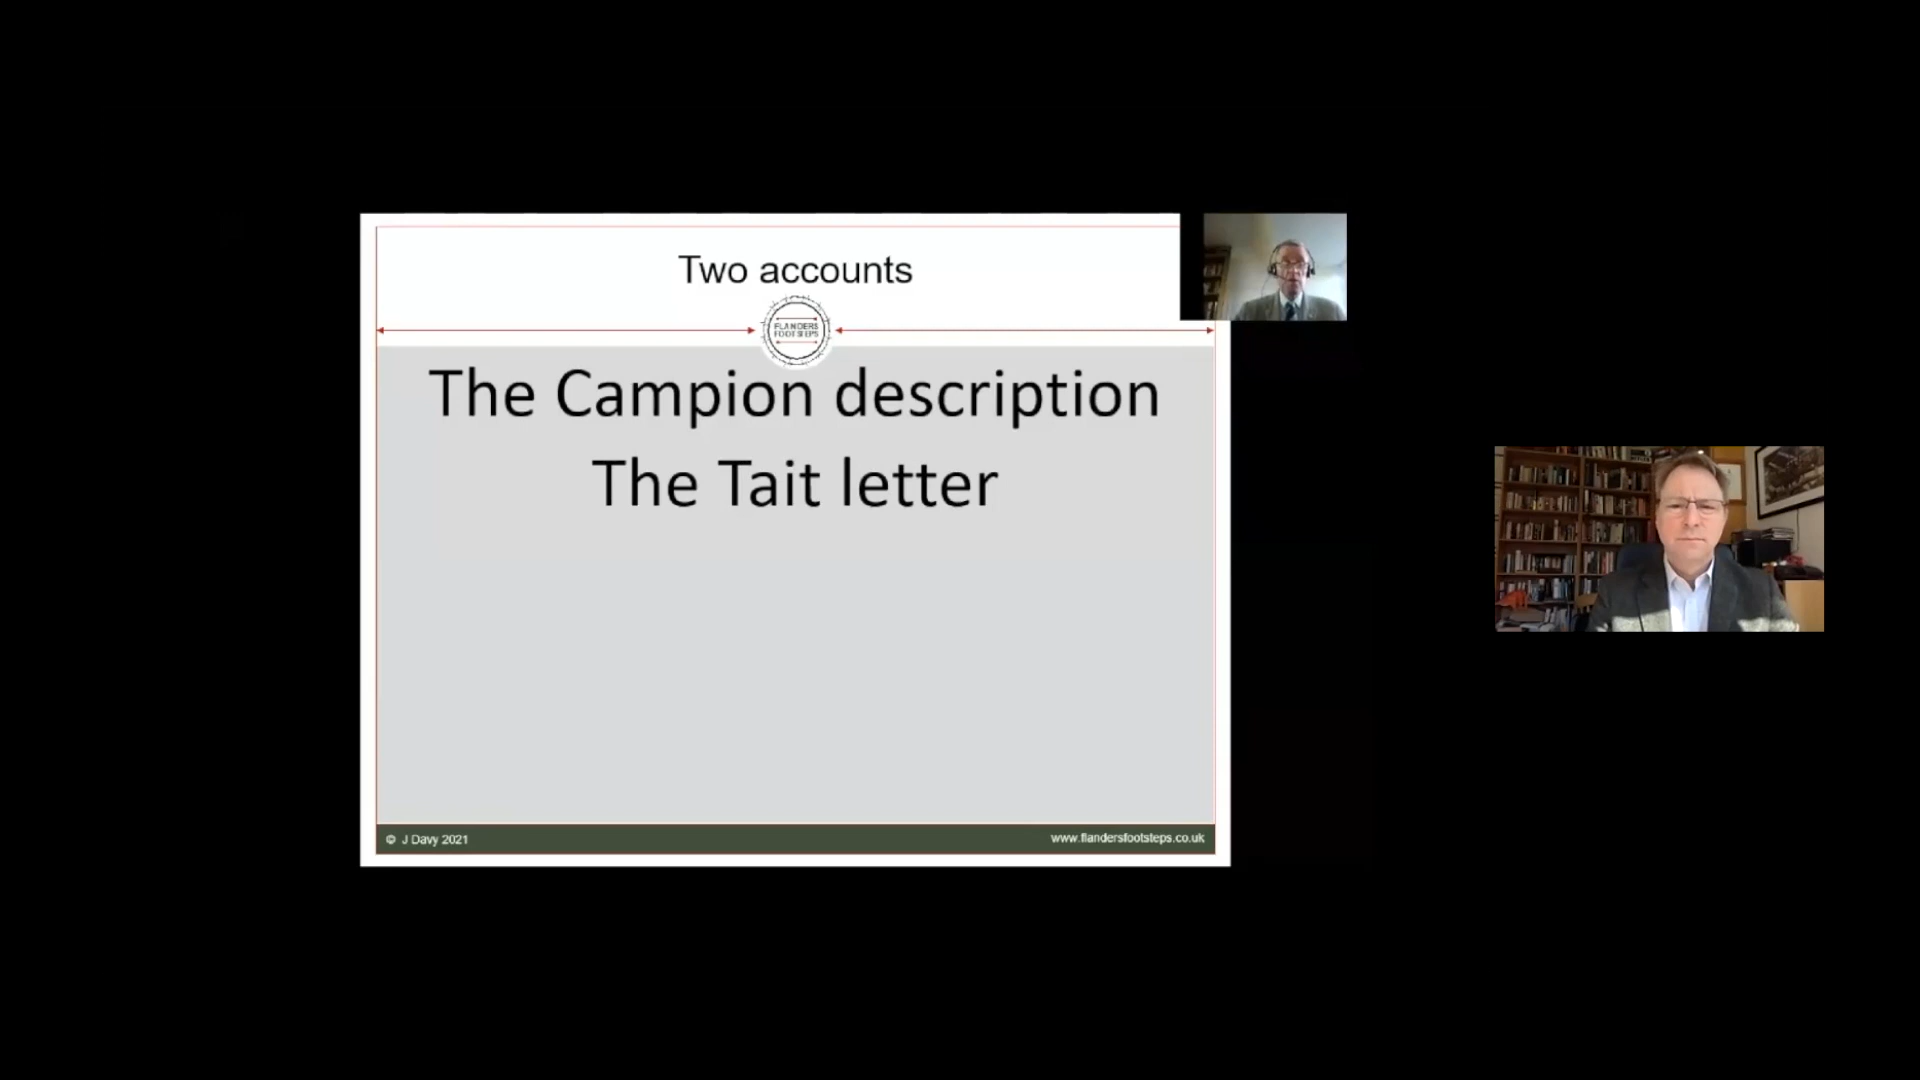 Two accounts
FLANDERS
FOOTSTEPS
The Campion description
The Tait letter
© J Davy 2021
www.flandersfootsteps.co.uk